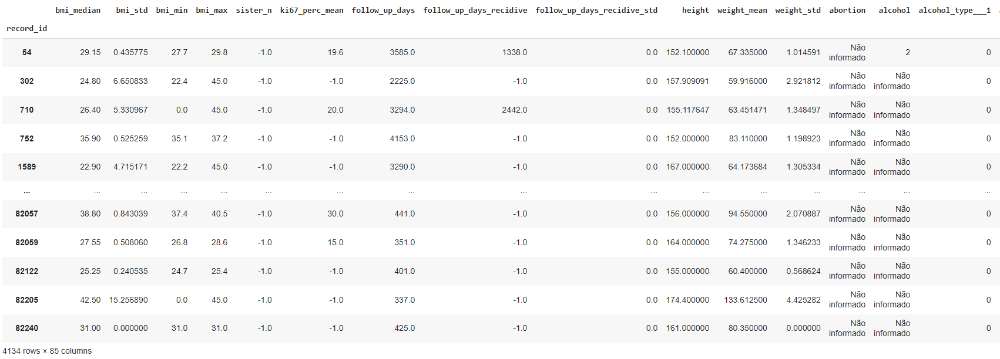 bmi_median bmi_std bmi_min bmi_max sister_n ki67_perc_mean follow_up_days follow_up_days_recidive follow_up_days_recidive_std height weight_mean weight_std abortion alcohol alcohol_type___1
record_id
54 29.15 0.435775 27.7 29.8 -1.0 19.6 3585.0 1338.0 0.0 152.100000 67.335000 1.014591 Não informado 2 0
302 24.80 6.650833 22.4 45.0 -1.0 -1.0 2225.0 -1.0 0.0 157.909091 59.916000 2.921812 Não informado Não informado 0
710 26.40 5.330967 0.0 45.0 -1.0 20.0 3294.0 2442.0 0.0 155.117647 63.451471 1.348497 Não informado Não informado 0
752 35.90 0.525259 35.1 37.2 -1.0 -1.0 4153.0 -1.0 0.0 152.000000 83.110000 1.198923 Não informado Não informado 0
1589 22.90 4.715171 22.2 45.0 -1.0 -1.0 3290.0 -1.0 0.0 167.000000 64.173684 1.305334 Não informado Não informado 0
... ... ... ... ... ... ... ... ... ... ... ... ... ... ... ...
82057 38.80 0.843039 37.4 40.5 -1.0 30.0 441.0 -1.0 0.0 156.000000 94.550000 2.070887 Não informado Não informado 0
82059 27.55 0.508060 26.8 28.6 -1.0 15.0 351.0 -1.0 0.0 164.000000 74.275000 1.346233 Não informado Não informado 0
82122 25.25 0.240535 24.7 25.4 -1.0 -1.0 401.0 -1.0 0.0 155.000000 60.400000 0.568624 Não informado Não informado 0
82205 42.50 15.256890 0.0 45.0 -1.0 -1.0 337.0 -1.0 0.0 174.400000 133.612500 4.425282 Não informado Não informado 0
82240 31.00 0.000000 31.0 31.0 -1.0 -1.0 425.0 -1.0 0.0 161.000000 80.350000 0.000000 Não informado Não informado 0
4134 rows × 85 columns